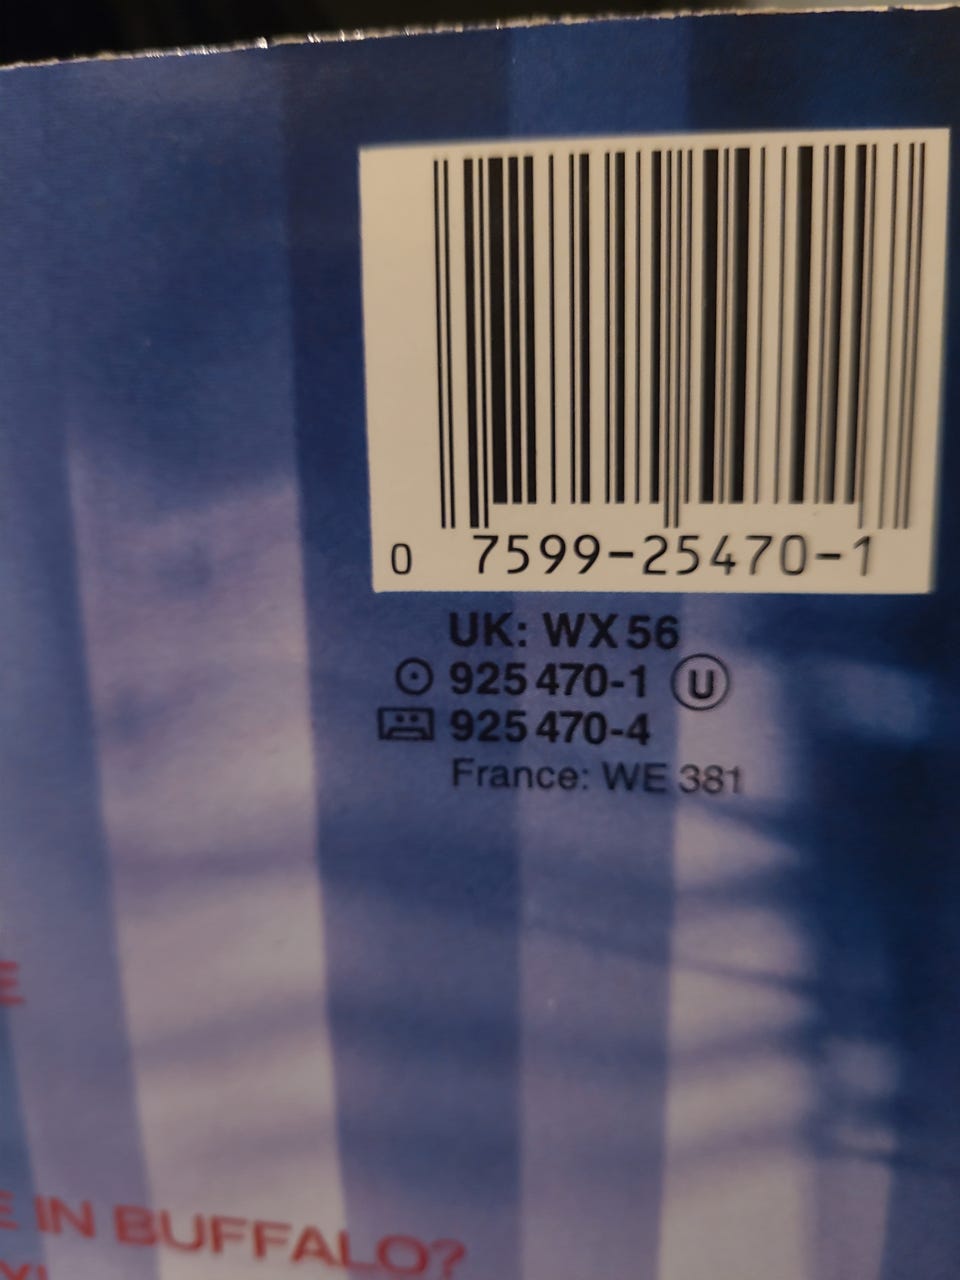 0 7599-25470-1
UK: WX 56
925 470-1 U
925 470-4
France: WE 381
E
E IN BUFFALO?